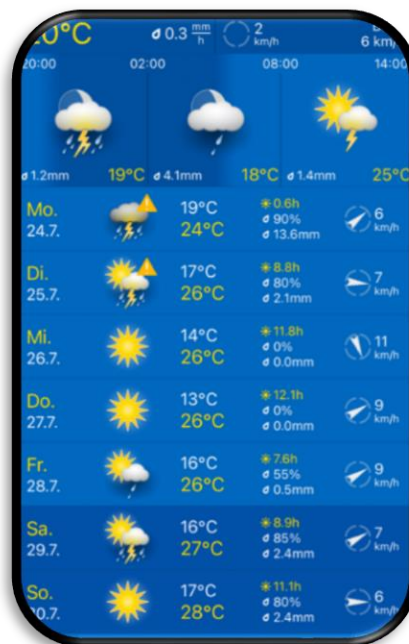 0°C 0.3 mm/h 2 km/h 6 km/h
20:00 02:00 08:00 14:00
1.2mm 19°C 4.1mm 18°C 1.4mm 25°C
Mo. 19°C 0.6h 6
24.7. 24°C 90% km/h
13.6mm
Di. 17°C 8.8h 7
25.7. 26°C 80% km/h
2.1mm
Mi. 14°C 11.8h 11
26.7. 26°C 0% km/h
0.0mm
Do. 13°C 12.1h 9
27.7. 26°C 0% km/h
0.0mm
Fr. 16°C 7.6h 9
28.7. 26°C 55% km/h
0.5mm
Sa. 16°C 8.9h 7
29.7. 27°C 85% km/h
2.4mm
So. 17°C 11.1h 6
30.7. 28°C 80% km/h
2.4mm